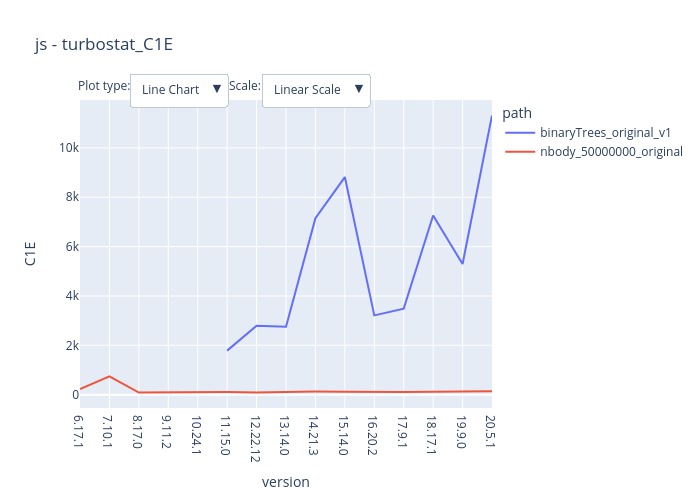 js - turbostat_C1E
Plot type: Line Chart ▼ Scale: Linear Scale ▼
path
binaryTrees_original_v1
nbody_50000000_original
C1E
10k
8k
6k
4k
2k
0
6.17.1
7.10.1
8.17.0
9.11.2
10.24.1
11.15.0
12.22.12
13.14.0
14.21.3
15.14.0
16.20.2
17.9.1
18.17.1
19.9.0
20.5.1
version